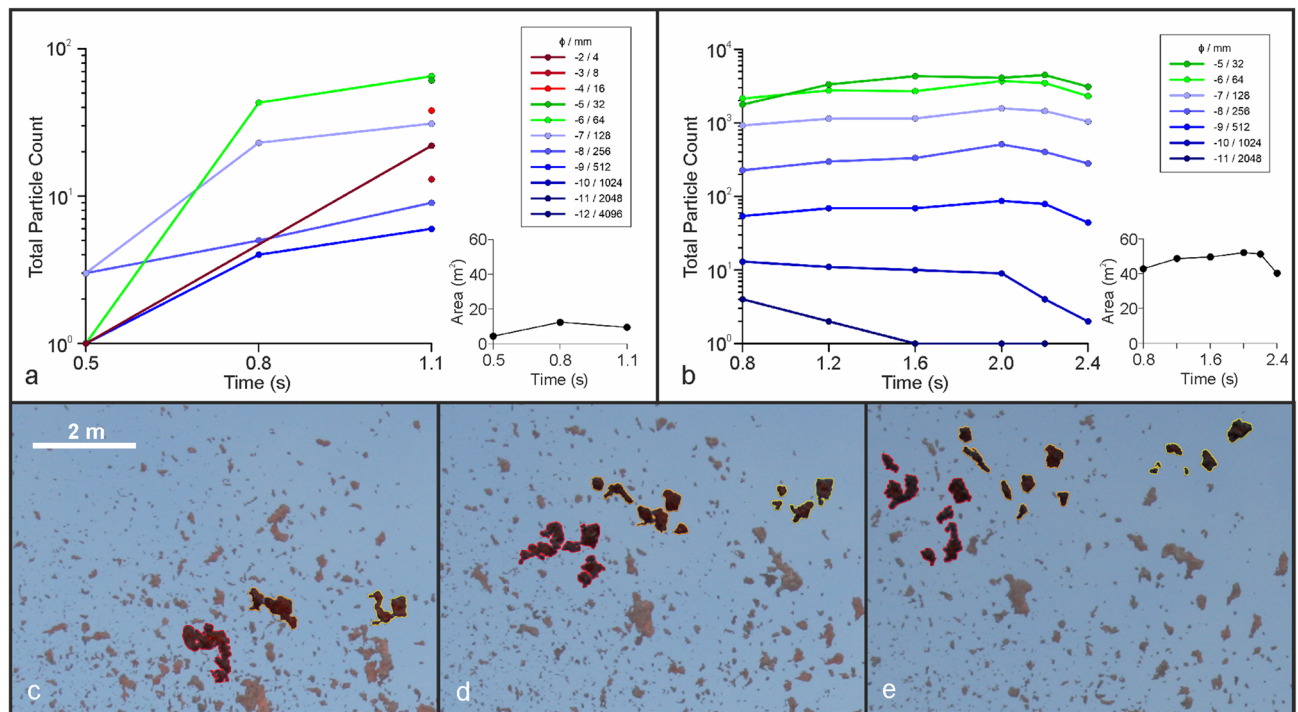 10²
10¹
10⁰
Total Particle Count
0.5
0.8
1.1
Time (s)
a
ϕ / mm
-2 / 4
-3 / 8
-4 / 16
-5 / 32
-6 / 64
-7 / 128
-8 / 256
-9 / 512
-10 / 1024
-11 / 2048
-12 / 4096
60
40
20
0
Area (m²)
0.5
0.8
1.1
Time (s)
10⁴
10³
10²
10¹
10⁰
Total Particle Count
0.8
1.2
1.6
2.0
2.4
Time (s)
b
ϕ / mm
-5 / 32
-6 / 64
-7 / 128
-8 / 256
-9 / 512
-10 / 1024
-11 / 2048
60
40
20
0
Area (m²)
0.8
1.6
2.4
Time (s)
2 m
c
d
e